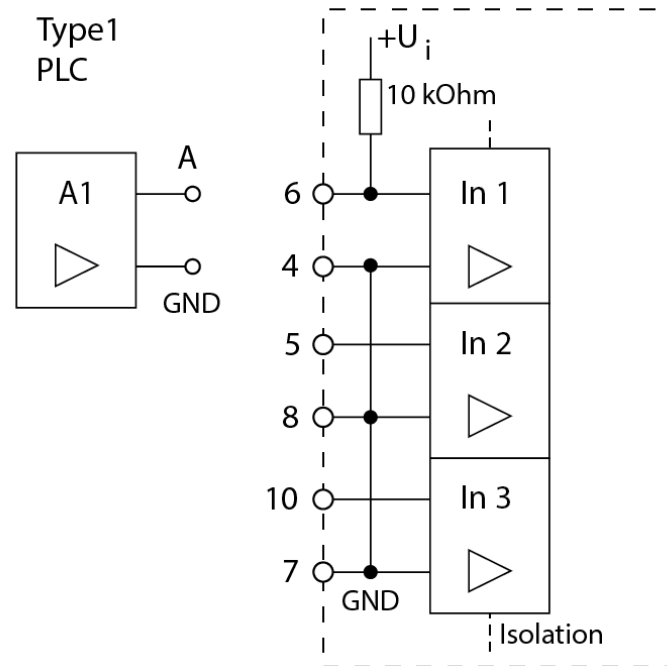 Type1
PLC
+U i
10 kOhm
A
A1
6
In 1
4
GND
5
In 2
8
10
In 3
7
GND
Isolation